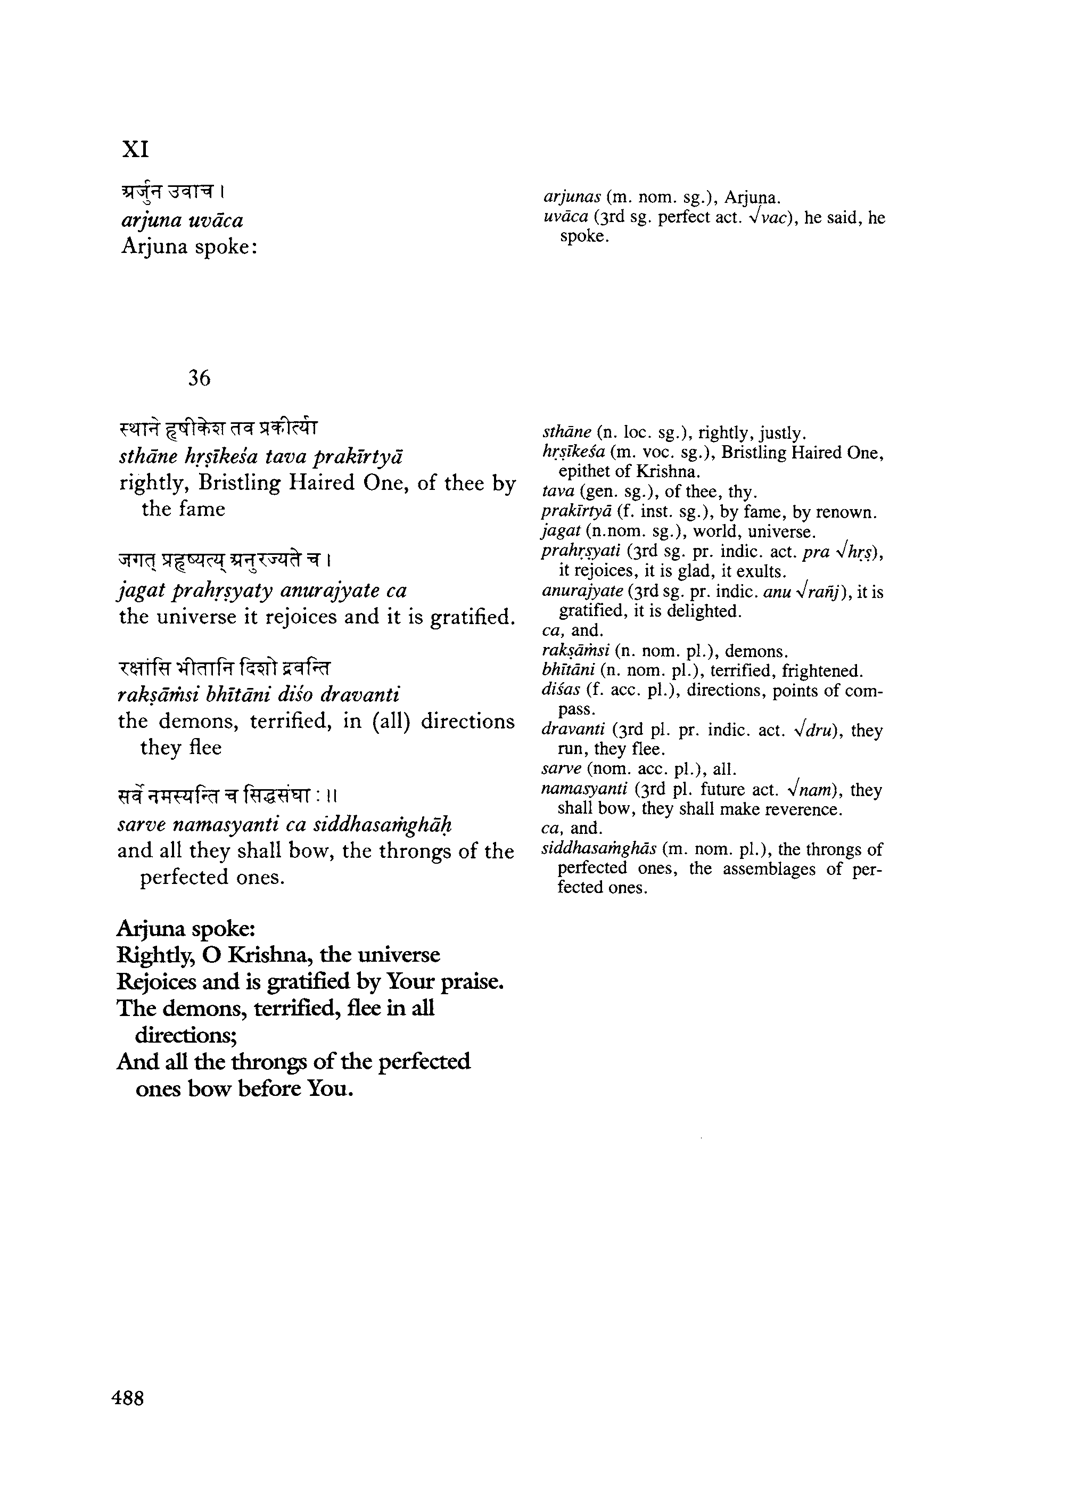 XI
अर्जुन उवाच ।
arjuna uvāca
Arjuna spoke:
arjunas (m. nom. sg.), Arjuna.
uvāca (3rd sg. perfect act. √vac), he said, he
spoke.
36
स्थाने हृषीकेश तव प्रकीर्त्या
sthāne hṛṣīkeśa tava prakīrtyā
rightly, Bristling Haired One, of thee by
the fame
जगत् प्रहृष्यत्य् अनुरज्यते च ।
jagat prahṛṣyaty anurajyate ca
the universe it rejoices and it is gratified.
रक्षांसि भीतानि दिशो द्रवन्ति
rakṣāṁsi bhītāni diśo dravanti
the demons, terrified, in (all) directions
they flee
सर्वे नमस्यन्ति च सिद्धसंघा : ॥
sarve namasyanti ca siddhasaṁghāḥ
and all they shall bow, the throngs of the
perfected ones.
Arjuna spoke:
Rightly, O Krishna, the universe
Rejoices and is gratified by Your praise.
The demons, terrified, flee in all
directions;
And all the throngs of the perfected
ones bow before You.
sthāne (n. loc. sg.), rightly, justly.
hṛṣīkeśa (m. voc. sg.), Bristling Haired One,
epithet of Krishna.
tava (gen. sg.), of thee, thy.
prakīrtyā (f. inst. sg.), by fame, by renown.
jagat (n.nom. sg.), world, universe.
prahṛṣyati (3rd sg. pr. indic. act. pra √hṛṣ),
it rejoices, it is glad, it exults.
anurajyate (3rd sg. pr. indic. anu √rañj), it is
gratified, it is delighted.
ca, and.
rakṣāṁsi (n. nom. pl.), demons.
bhītāni (n. nom. pl.), terrified, frightened.
diśas (f. acc. pl.), directions, points of com-
pass.
dravanti (3rd pl. pr. indic. act. √dru), they
run, they flee.
sarve (nom. acc. pl.), all.
namasyanti (3rd pl. future act. √nam), they
shall bow, they shall make reverence.
ca, and.
siddhasaṁghās (m. nom. pl.), the throngs of
perfected ones, the assemblages of per-
fected ones.
488